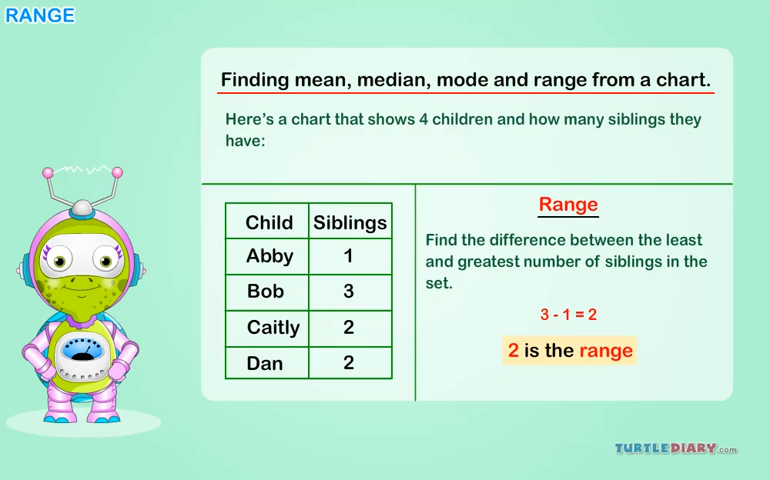 RANGE
Finding mean, median, mode and range from a chart.
Here's a chart that shows 4 children and how many siblings they
have:
Child Siblings
Abby 1
Bob 3
Caitly 2
Dan 2
Range
Find the difference between the least
and greatest number of siblings in the
set.
3 - 1 = 2
2 is the range
TURTLEDIARY.com